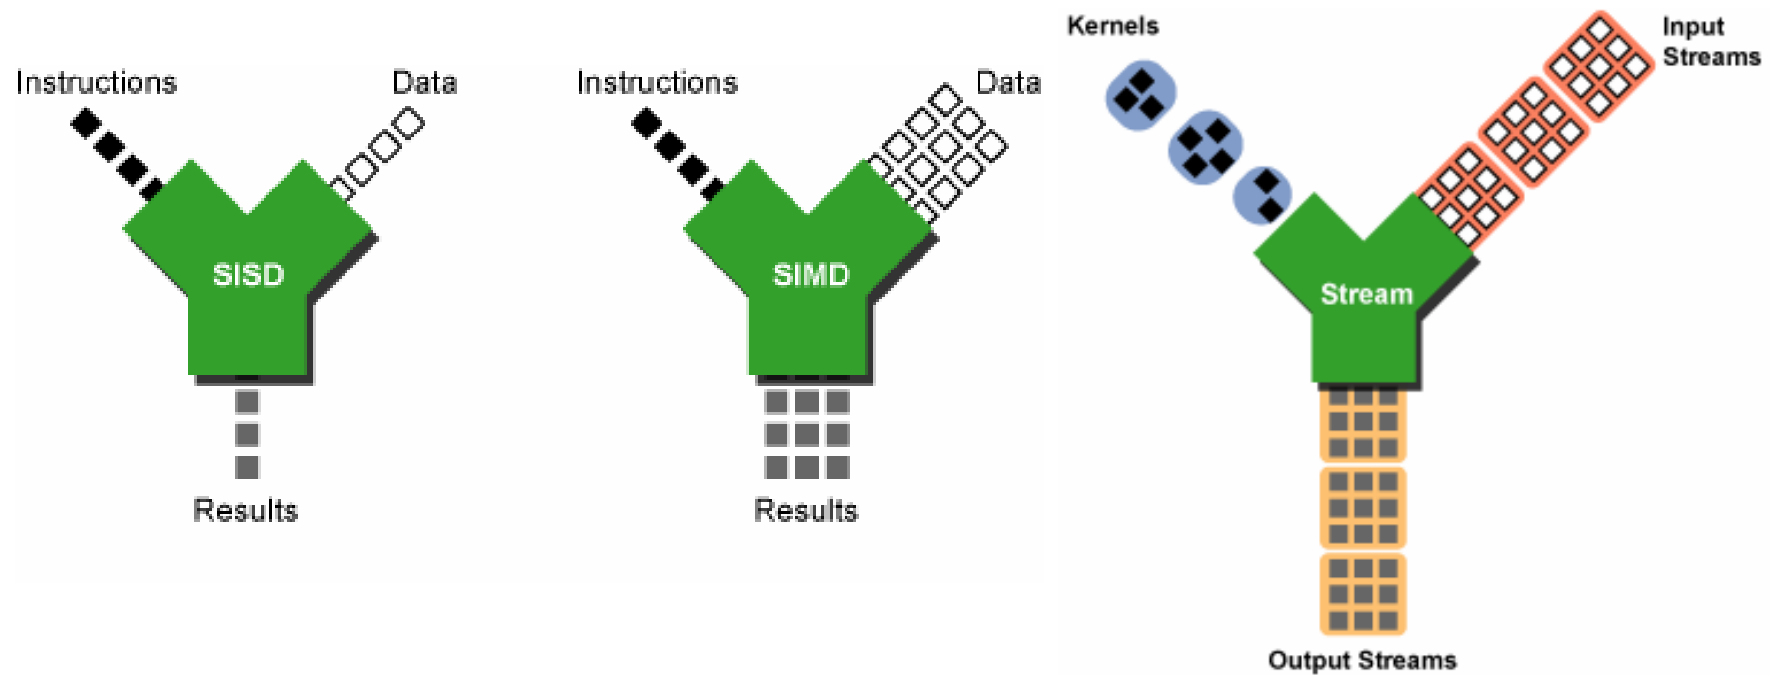 Instructions
Data
SISD
Results
Instructions
Data
SIMD
Results
Kernels
Input
Streams
Stream
Output Streams